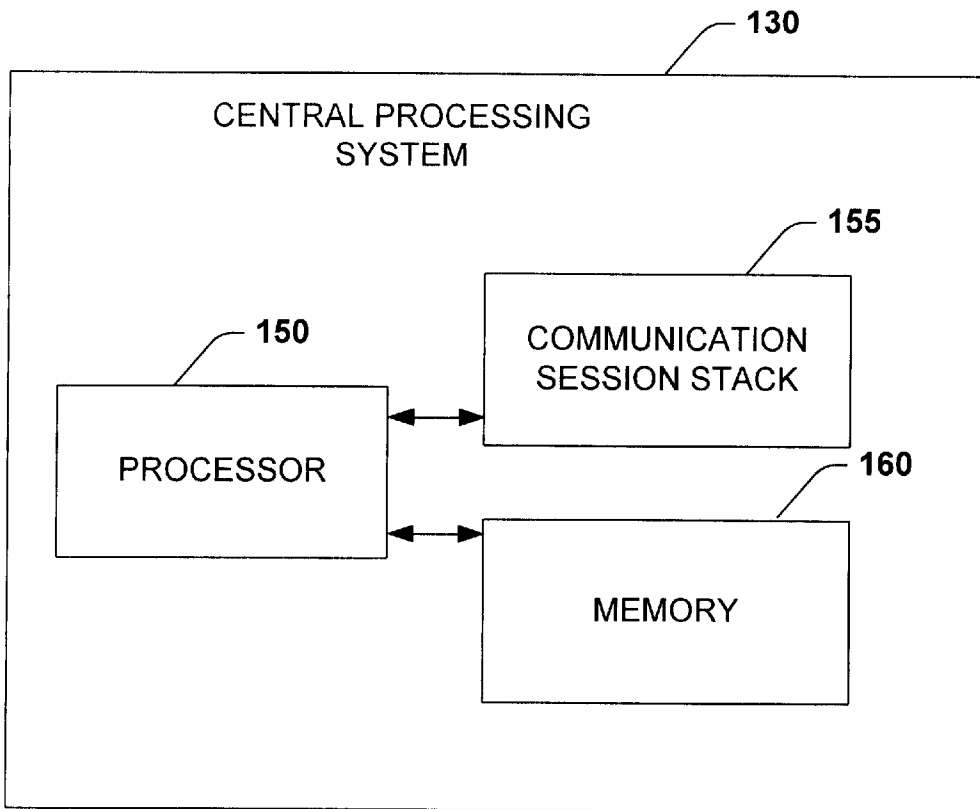 130
CENTRAL PROCESSING
SYSTEM
155
COMMUNICATION
SESSION STACK
150
PROCESSOR
160
MEMORY